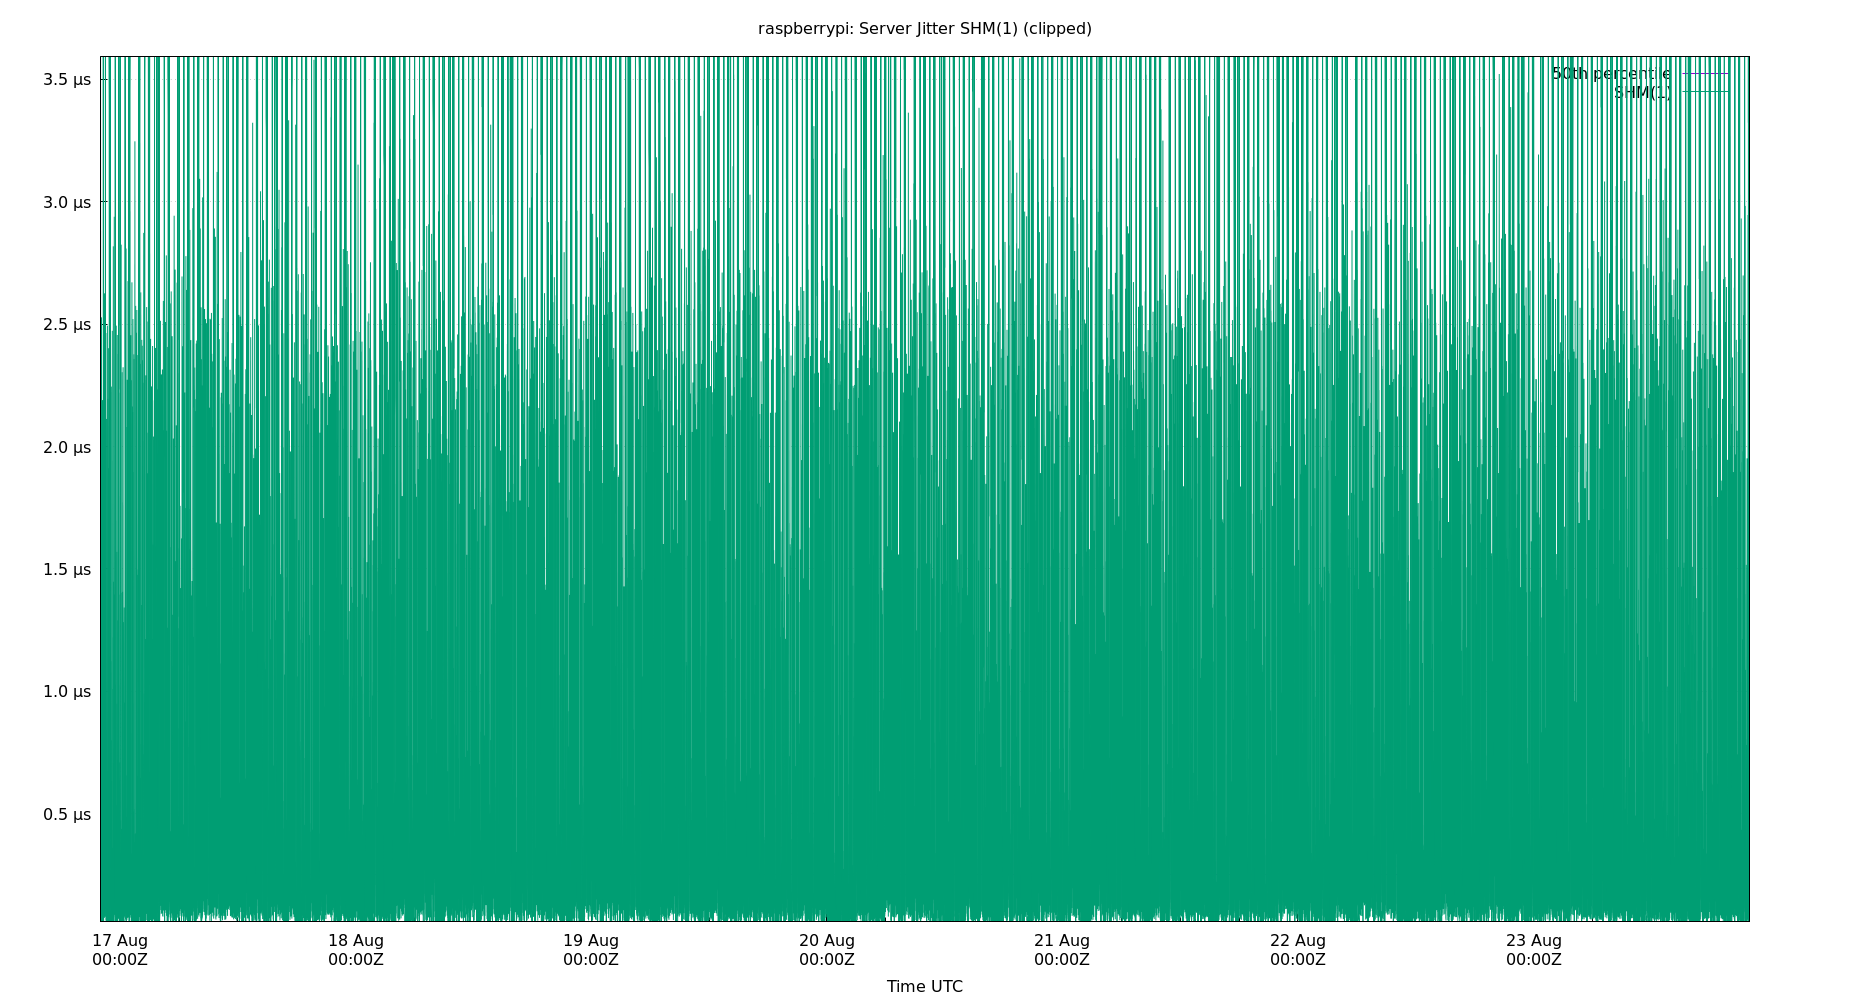 raspberrypi: Server Jitter SHM(1) (clipped)
50th percentile
SHM(1)
3.5 µs
3.0 µs
2.5 µs
2.0 µs
1.5 µs
1.0 µs
0.5 µs
17 Aug 18 Aug 19 Aug 20 Aug 21 Aug 22 Aug 23 Aug
00:00Z 00:00Z 00:00Z 00:00Z 00:00Z 00:00Z 00:00Z
Time UTC